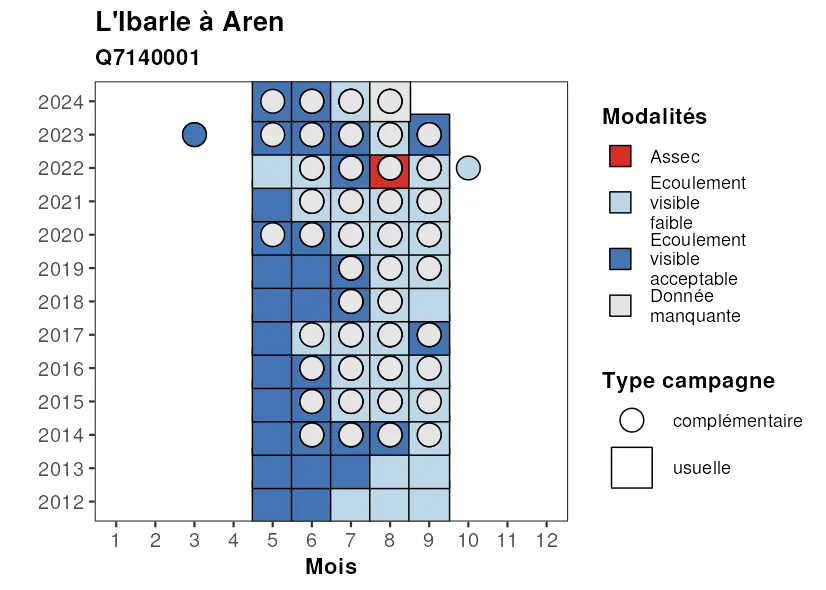 L'Ibarle à Aren
Q7140001
2024
2023
2022
2021
2020
2019
2018
2017
2016
2015
2014
2013
2012
1 2 3 4 5 6 7 8 9 10 11 12
Mois
Modalités
Assec
Ecoulement
visible
faible
Ecoulement
visible
acceptable
Donnée
manquante
Type campagne
complémentaire
usuelle